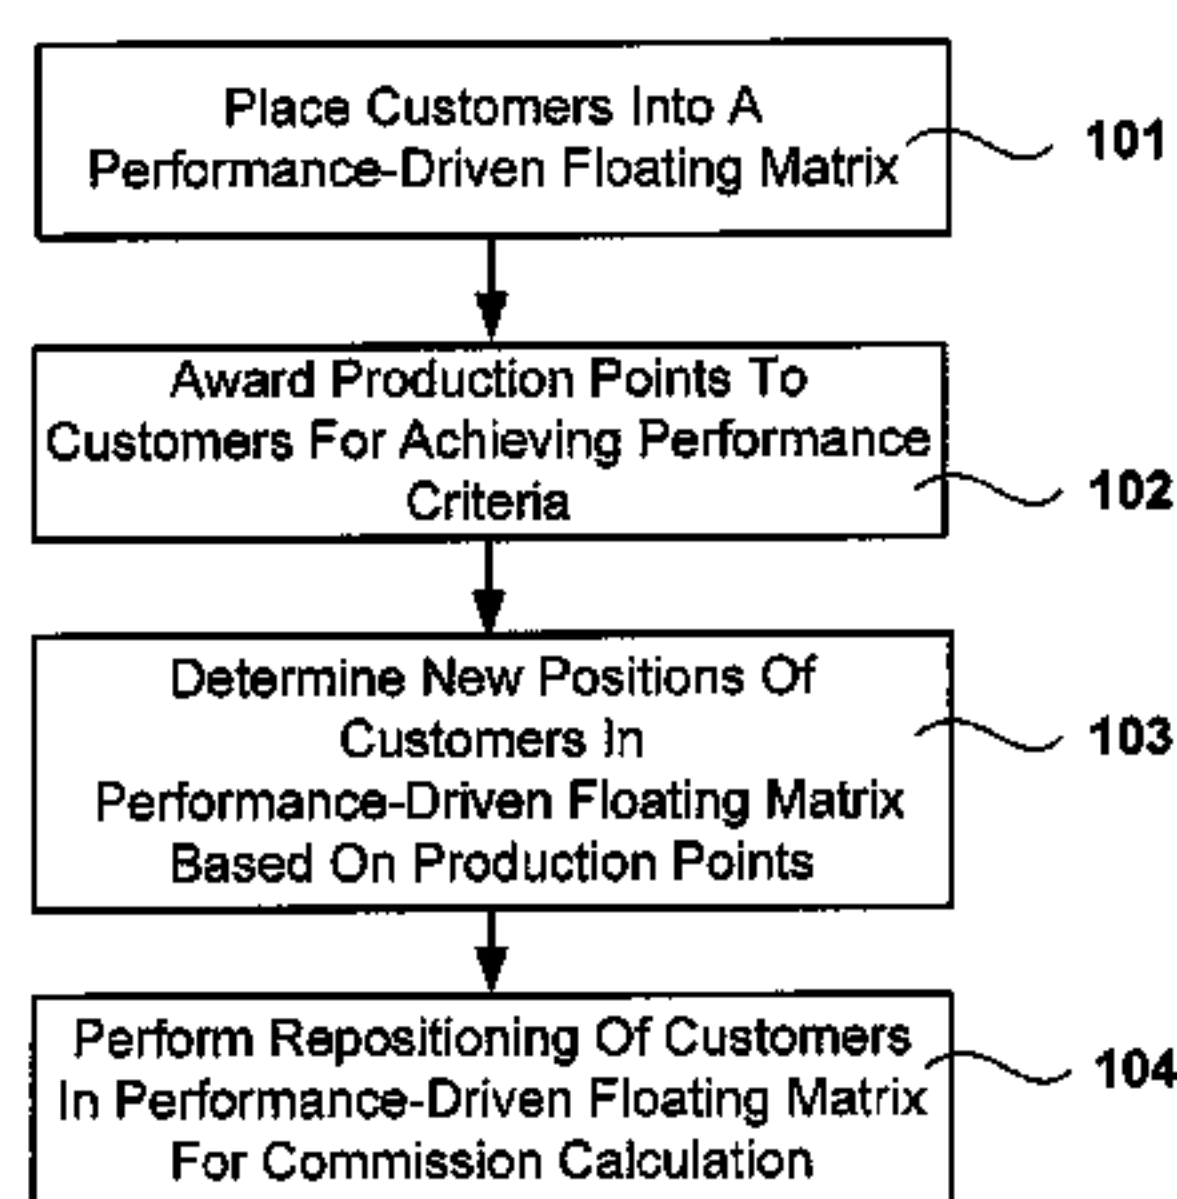 Place Customers Into A
Performance-Driven Floating Matrix
101
Award Production Points To
Customers For Achieving Performance
Criteria
102
Determine New Positions Of
Customers In
Performance-Driven Floating Matrix
Based On Production Points
103
Perform Repositioning Of Customers
In Performance-Driven Floating Matrix
For Commission Calculation
104